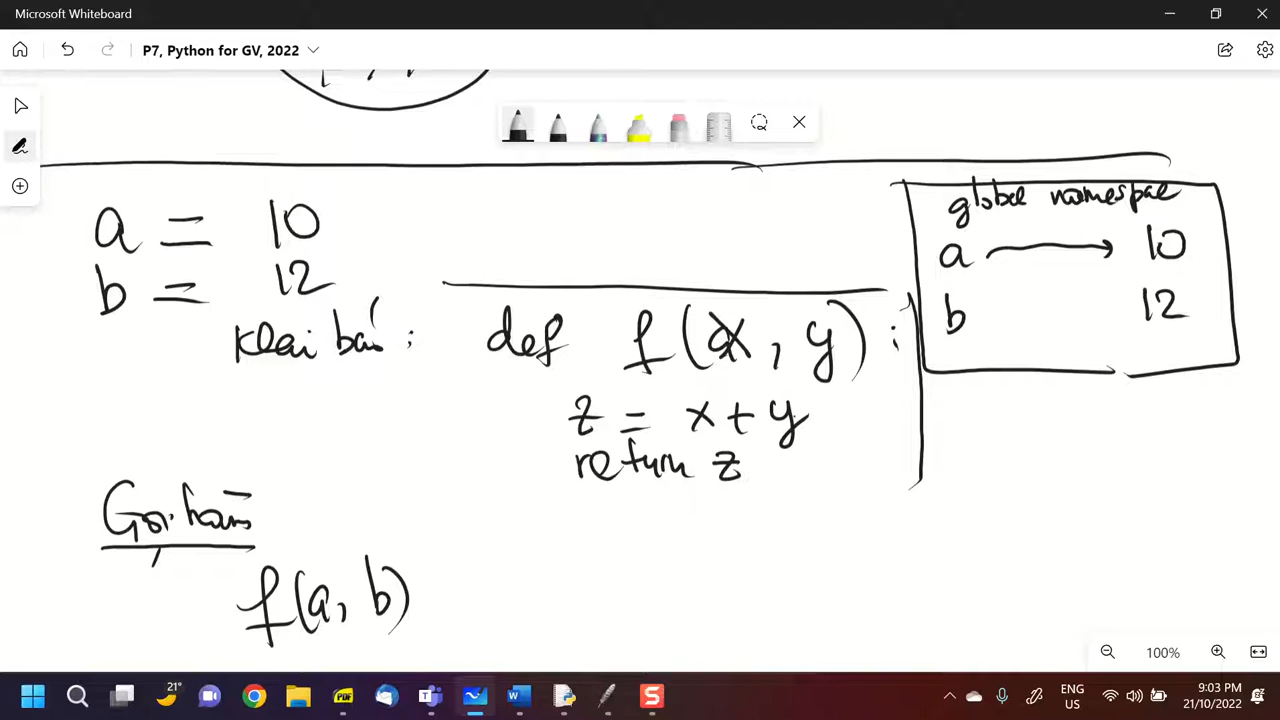 Microsoft Whiteboard
P7, Python for GV, 2022
a = 10
b = 12
Khai báo :
def f(x, y) :
z = x + y
return z
global namespac
a → 10
b 12
Gọi hàm
f(a, b)
100%
21°
ENG
US
9:03 PM
21/10/2022